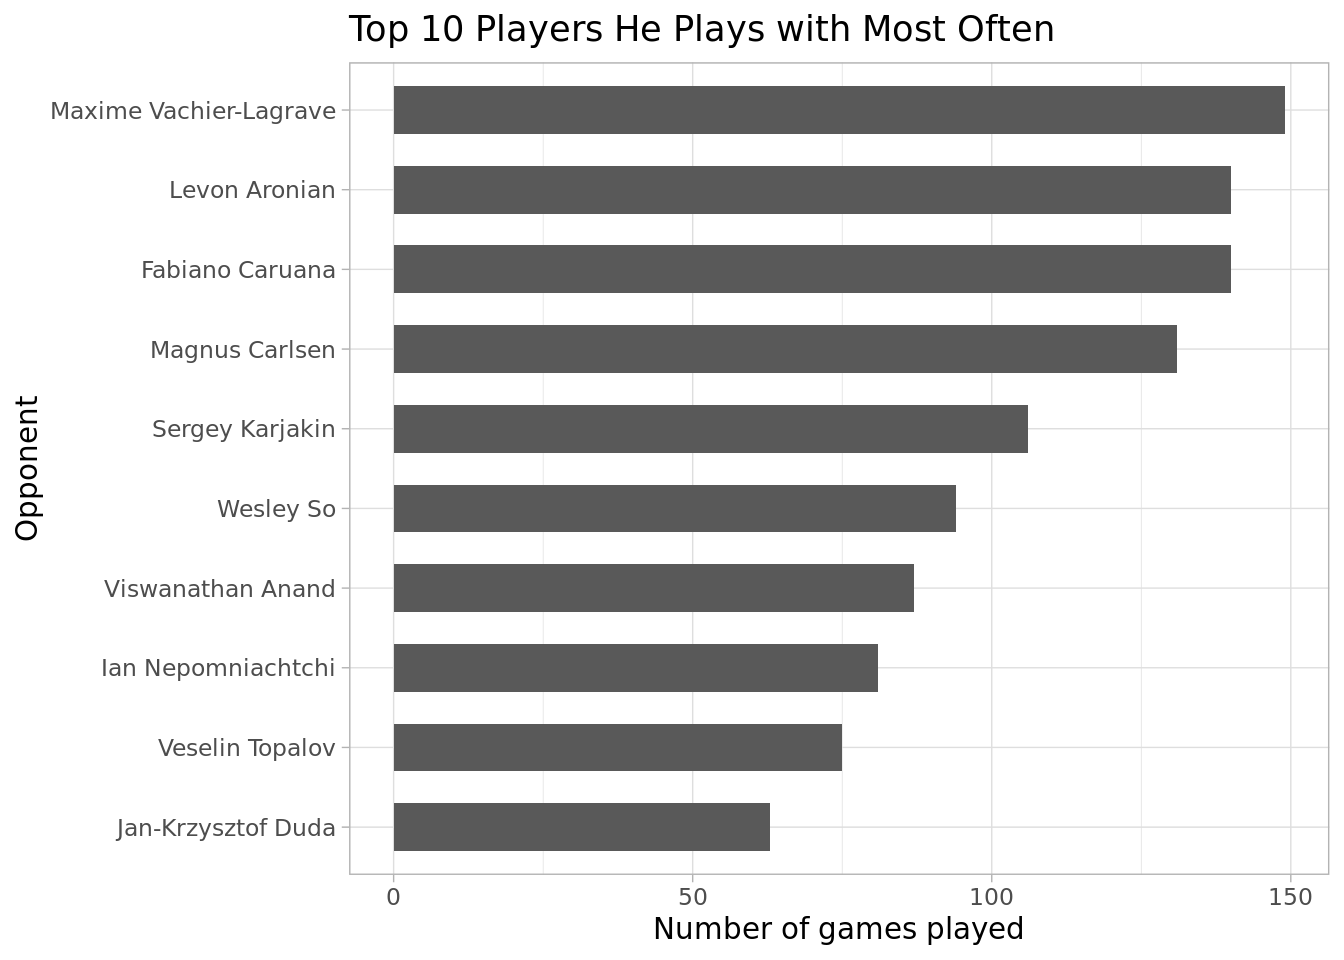 Top 10 Players He Plays with Most Often
Opponent
Maxime Vachier-Lagrave
Levon Aronian
Fabiano Caruana
Magnus Carlsen
Sergey Karjakin
Wesley So
Viswanathan Anand
Ian Nepomniachtchi
Veselin Topalov
Jan-Krzysztof Duda
0 50 100 150
Number of games played